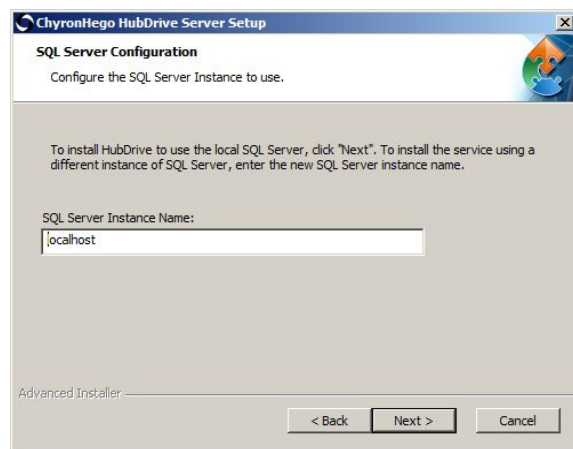 ChyronHego HubDrive Server Setup
SQL Server Configuration
Configure the SQL Server Instance to use.
To install HubDrive to use the local SQL Server, click "Next". To install the service using a
different instance of SQL Server, enter the new SQL Server instance name.
SQL Server Instance Name:
localhost
Advanced Installer
< Back Next > Cancel